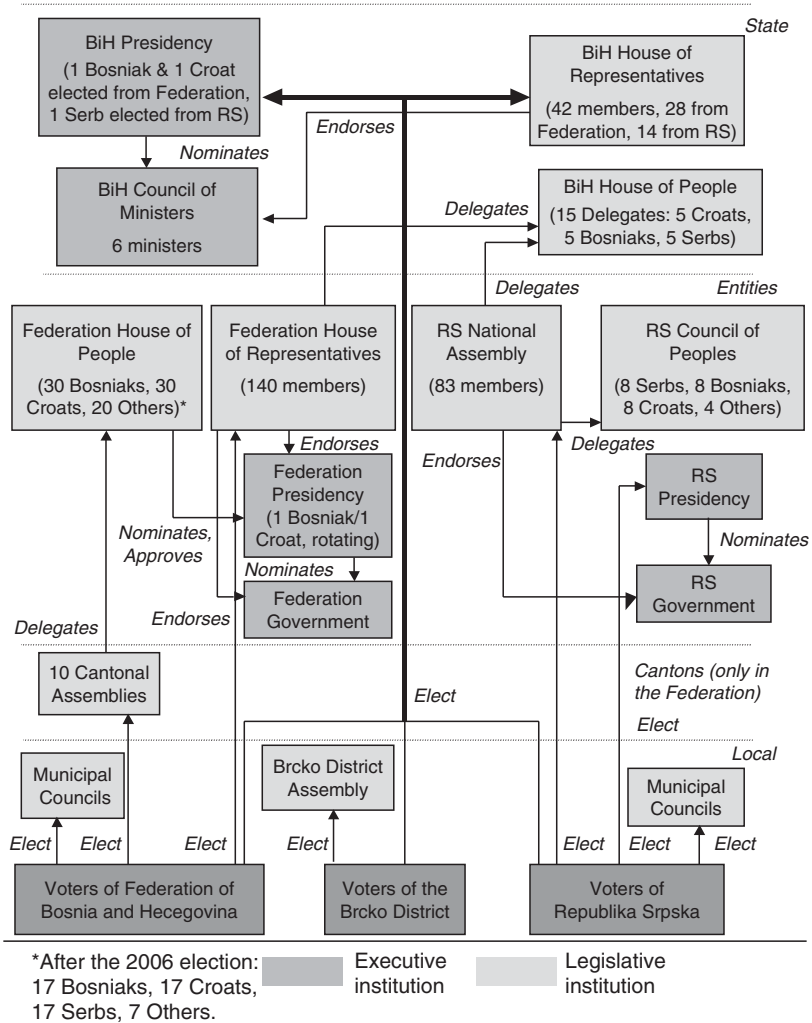 State
BiH Presidency
(1 Bosniak & 1 Croat
elected from Federation,
1 Serb elected from RS)
BiH House of
Representatives
(42 members, 28 from
Federation, 14 from RS)
Endorses
Nominates
BiH Council of
Ministers
6 ministers
BiH House of People
(15 Delegates: 5 Croats,
5 Bosniaks, 5 Serbs)
Delegates
Delegates
Entities
Federation House of
People
(30 Bosniaks, 30
Croats, 20 Others)*
Federation House
of Representatives
(140 members)
RS National
Assembly
(83 members)
RS Council of
Peoples
(8 Serbs, 8 Bosniaks,
8 Croats, 4 Others)
Endorses
Delegates
Endorses
Federation
Presidency
(1 Bosniak/1
Croat, rotating)
RS
Presidency
Nominates,
Approves
Nominates
Nominates
Federation
Government
RS
Government
Endorses
Delegates
10 Cantonal
Assemblies
Cantons (only in
the Federation)
Elect
Elect
Local
Municipal
Councils
Brcko District
Assembly
Municipal
Councils
Elect
Elect
Elect
Elect
Elect
Elect
Elect
Voters of Federation of
Bosnia and Hecegovina
Voters of the
Brcko District
Voters of
Republika Srpska
*After the 2006 election:
17 Bosniaks, 17 Croats,
17 Serbs, 7 Others.
Executive
institution
Legislative
institution